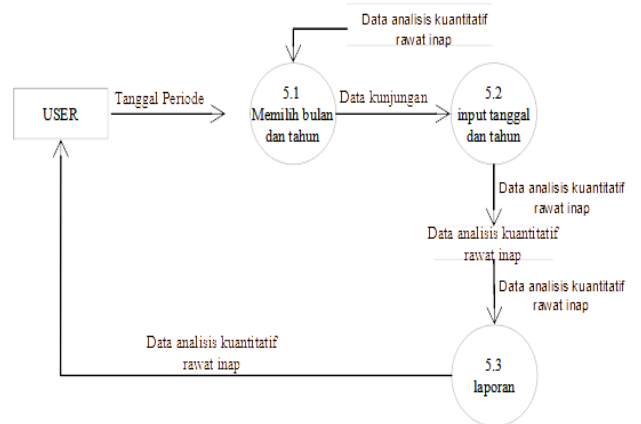 Data analisis kuantitatif
rawat inap
5.1
Memilih bulan
dan tahun
5.2
input tanggal
dan tahun
USER
Tanggal Periode
Data kunjungan
Data analisis kuantitatif
rawat inap
Data analisis kuantitatif
rawat inap
Data analisis kuantitatif
rawat inap
Data analisis kuantitatif
rawat inap
5.3
laporan